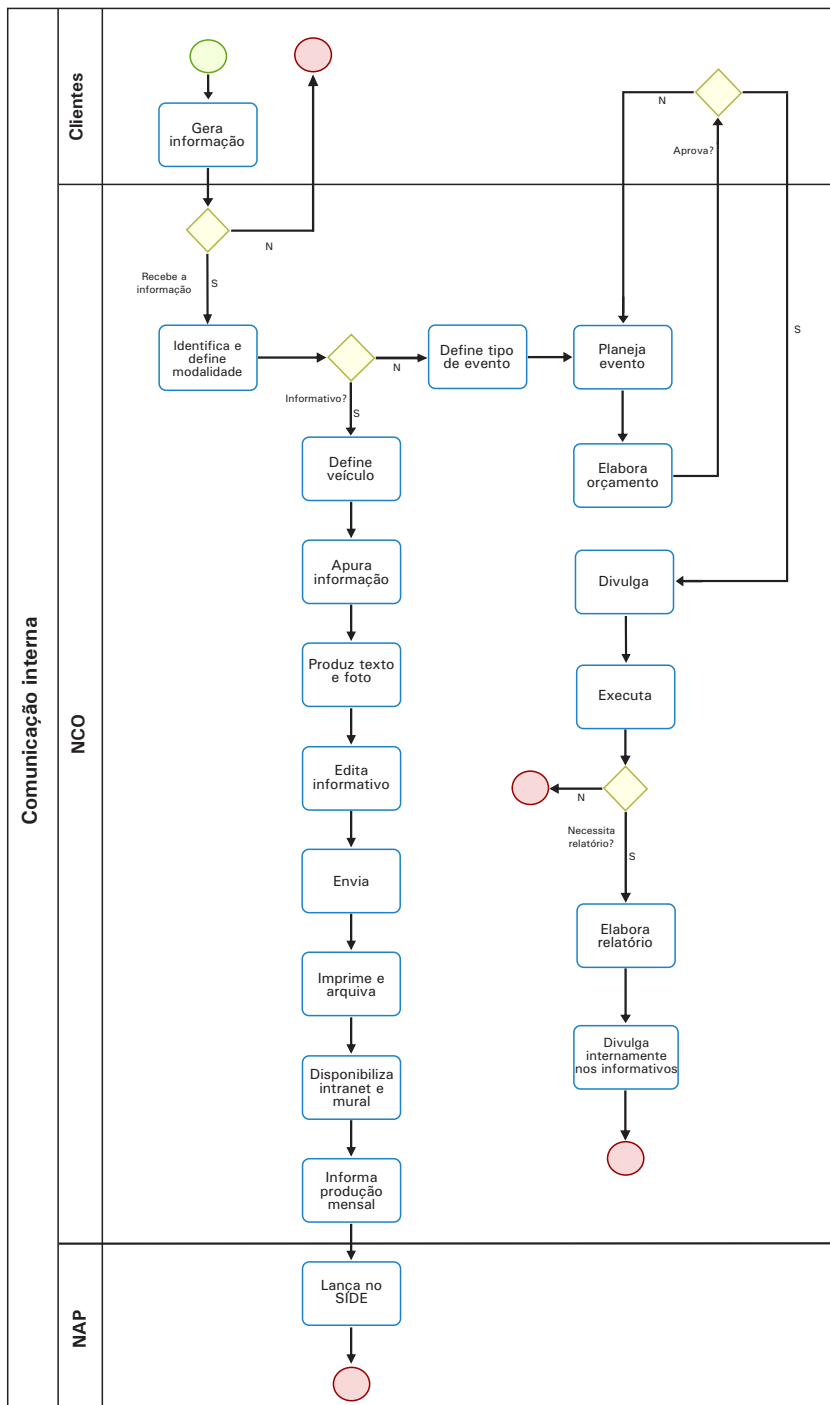 Comunicação interna
Clientes
Gera
informação
N
Aprova?
NCO
N
Recebe a
informação
S
Identifica e
define
modalidade
Informativo?
N
S
Define tipo
de evento
Planeja
evento
S
Elabora
orçamento
Define
veículo
Apura
informação
Produz texto
e foto
Edita
informativo
Envia
Imprime e
arquiva
Disponibiliza
intranet e
mural
Informa
produção
mensal
Divulga
Executa
N
Necessita
relatório?
S
Elabora
relatório
Divulga
internamente
nos informativos
NAP
Lança no
SIDE